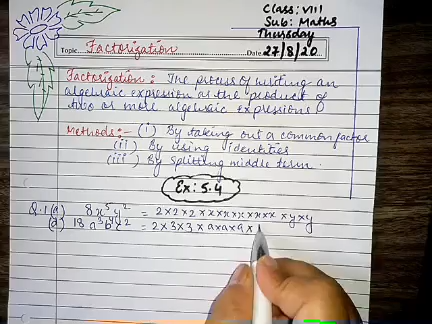 Class: VIII
Sub: Maths
Thursday
Topic Factorization Date 27/8/20
Factorization : The process of writing an
algebraic expression as the product of
two or more algebraic expressions
Methods :- (i) By taking out a common factor
(ii) By using identities
(iii) By splitting middle term.
Ex: 5.4
Q.1 (a) 8x⁵y² = 2×2×2×x×x×x×x×x×y×y
(d) 18 a³b⁴c² = 2×3×3×a×a×a×